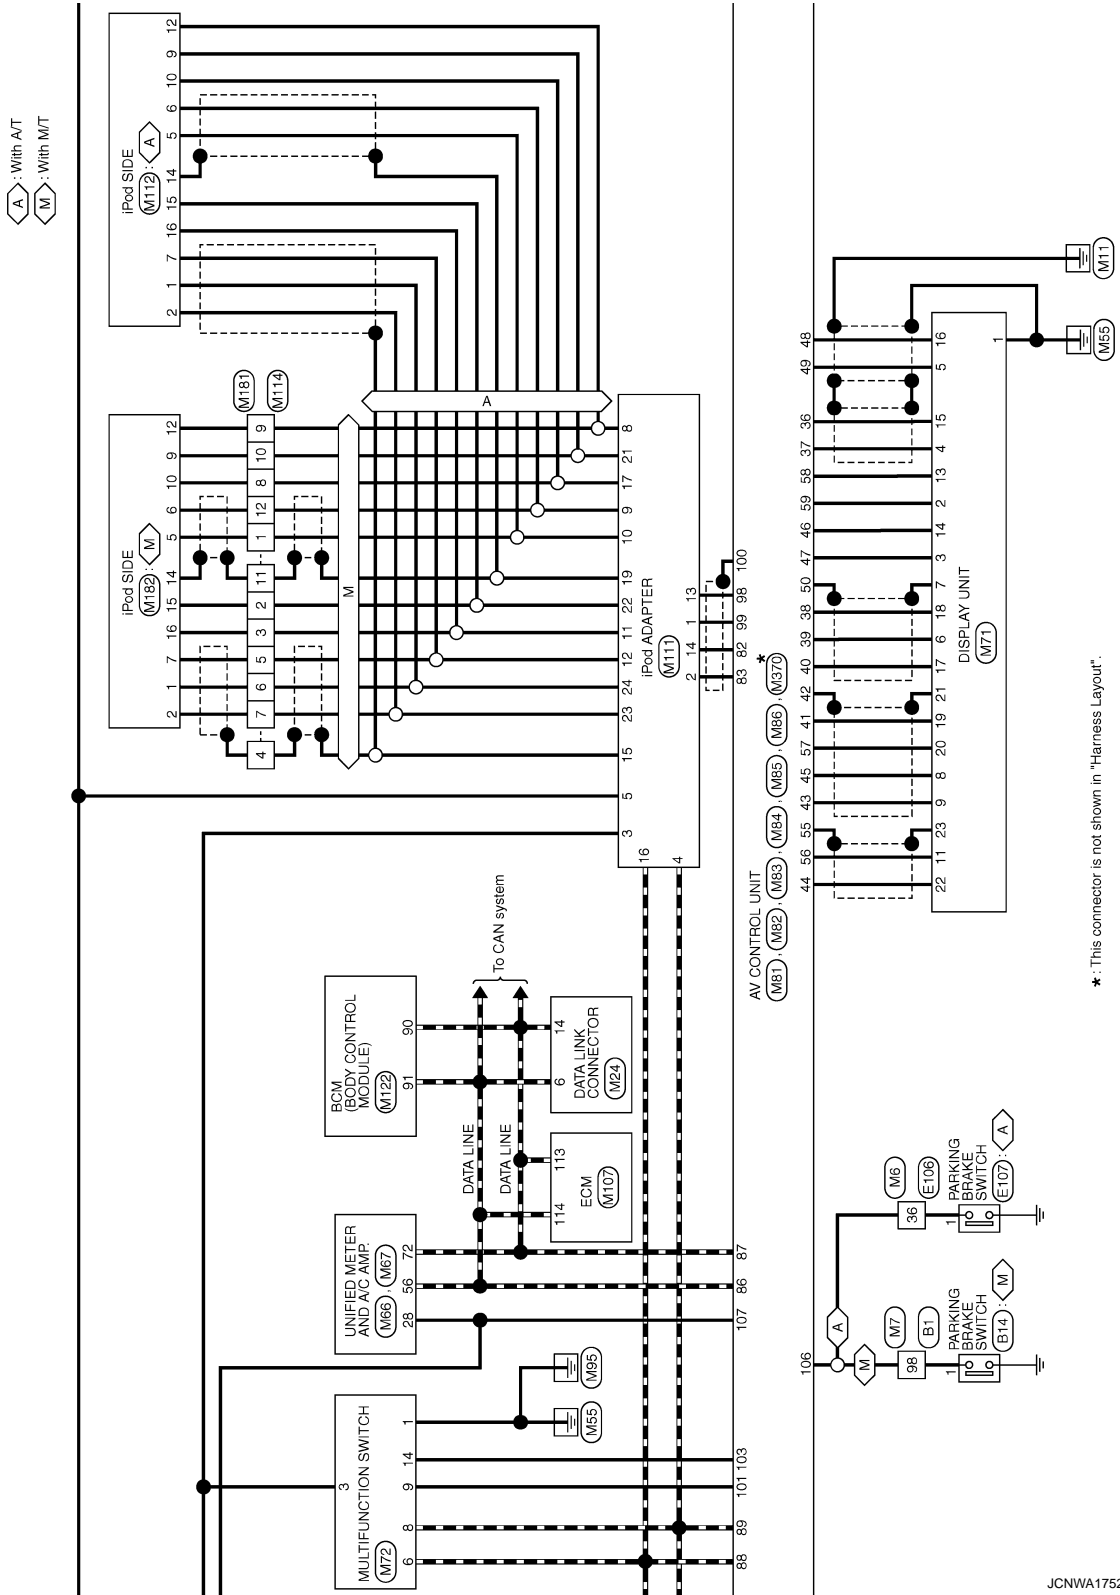 A : With A/T
M : With M/T
iPod SIDE
M112 : A
2 1 7 16 15 14 5 6 10 9 12
iPod SIDE
M182 : M
2 1 7 16 15 14 5 6 10 9 12
M181
M114
4 7 6 5 3 2 11 1 12 8 10 9
M
A
3 5 15 23 24 12 11 22 19 10 9 17 21 8
iPod ADAPTER
M111
16
4
2 14 1 13
83 82 99 98 100
BCM
(BODY CONTROL
MODULE)
M122
91 90
To CAN system
DATA LINE
DATA LINE
6 14
DATA LINK
CONNECTOR
M24
114 113
ECM
M107
UNIFIED METER
AND A/C AMP.
M66 , M67
28 56 72
107 86 87
M55
M95
3
MULTIFUNCTION SWITCH
M72
6 8 9 14 1
88 89 101 103
AV CONTROL UNIT
M81 , M82 , M83 , M84 , M85 , M86 , M370 *
44 56 55 43 45 57 41 42 40 39 38 50 47 46 59 58 37 36 49 48
22 11 23 9 8 20 19 21 17 6 18 7 3 14 2 13 4 15 5 16
DISPLAY UNIT
M71
1
M55
M11
106
A
M
M7
98
B1
1
PARKING
BRAKE
SWITCH
B14 : M
M6
36
E106
1
PARKING
BRAKE
SWITCH
E107 : A
* : This connector is not shown in "Harness Layout".